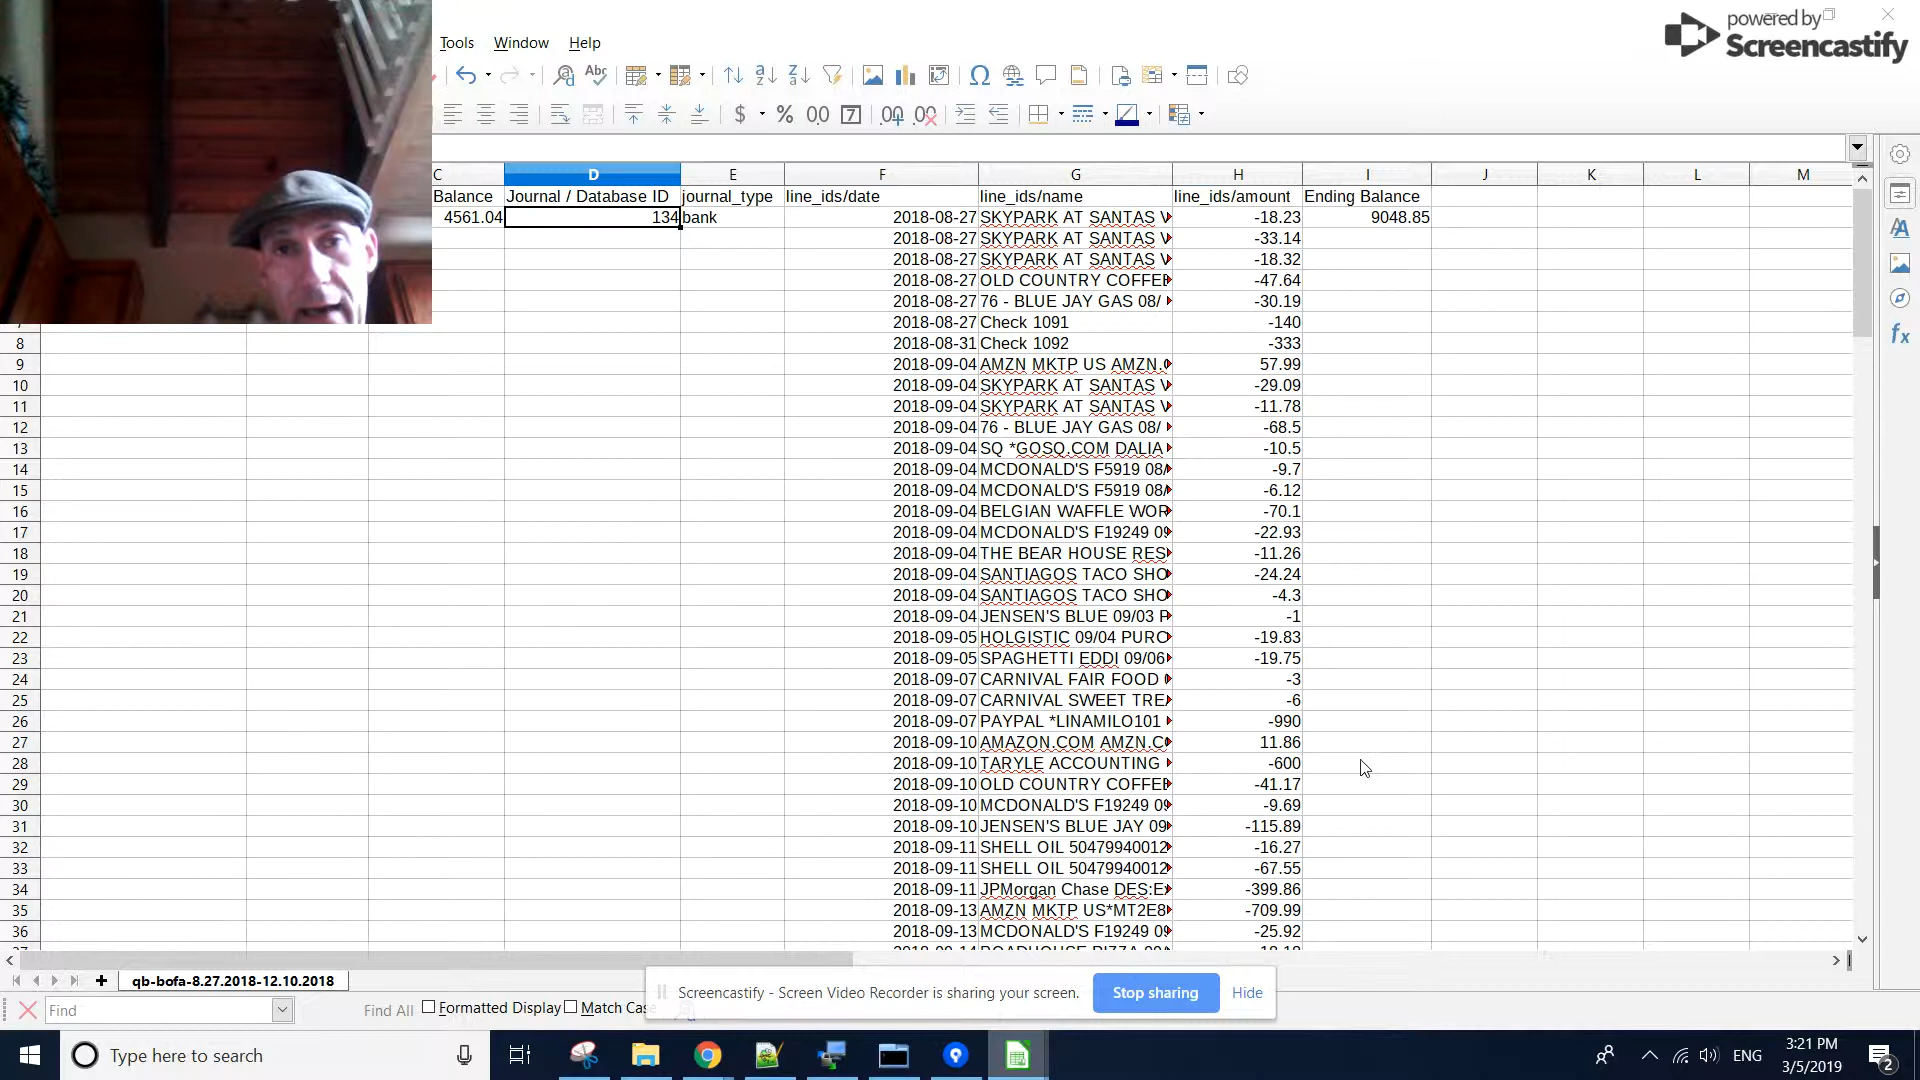 powered by
Screencastify
Tools Window Help
C D E F G H I J K L M
Balance Journal / Database ID journal_type line_ids/date line_ids/name line_ids/amount Ending Balance
4561.04 134 bank 2018-08-27 SKYPARK AT SANTAS -18.23 9048.85
2018-08-27 SKYPARK AT SANTAS -33.14
2018-08-27 SKYPARK AT SANTAS -18.32
2018-08-27 OLD COUNTRY COFFEE -47.64
2018-08-27 76 - BLUE JAY GAS 08/ -30.19
2018-08-27 Check 1091 -140
8 2018-08-31 Check 1092 -333
9 2018-09-04 AMZN MKTP US AMZN. 57.99
10 2018-09-04 SKYPARK AT SANTAS -29.09
11 2018-09-04 SKYPARK AT SANTAS -11.78
12 2018-09-04 76 - BLUE JAY GAS 08/ -68.5
13 2018-09-04 SQ *GOSQ.COM DALIA -10.5
14 2018-09-04 MCDONALD'S F5919 08/ -9.7
15 2018-09-04 MCDONALD'S F5919 08/ -6.12
16 2018-09-04 BELGIAN WAFFLE WOR -70.1
17 2018-09-04 MCDONALD'S F19249 09 -22.93
18 2018-09-04 THE BEAR HOUSE RES -11.26
19 2018-09-04 SANTIAGOS TACO SHO -24.24
20 2018-09-04 SANTIAGOS TACO SHO -4.3
21 2018-09-04 JENSEN'S BLUE 09/03 P -1
22 2018-09-05 HOLGISTIC 09/04 PURC -19.83
23 2018-09-05 SPAGHETTI EDDI 09/06 -19.75
24 2018-09-07 CARNIVAL FAIR FOOD -3
25 2018-09-07 CARNIVAL SWEET TRE -6
26 2018-09-07 PAYPAL *LINAMILO101 -990
27 2018-09-10 AMAZON.COM AMZN.CO 11.86
28 2018-09-10 TARYLE ACCOUNTING -600
29 2018-09-10 OLD COUNTRY COFFEE -41.17
30 2018-09-10 MCDONALD'S F19249 09 -9.69
31 2018-09-10 JENSEN'S BLUE JAY 09 -115.89
32 2018-09-11 SHELL OIL 50479940012 -16.27
33 2018-09-11 SHELL OIL 50479940012 -67.55
34 2018-09-11 JPMorgan Chase DES:Ex -399.86
35 2018-09-13 AMZN MKTP US*MT2E8 -709.99
36 2018-09-13 MCDONALD'S F19249 09 -25.92
qb-bofa-8.27.2018-12.10.2018
Screencastify - Screen Video Recorder is sharing your screen. Stop sharing Hide
Find Find All Formatted Display Match Case
Type here to search
ENG 3:21 PM
3/5/2019
2